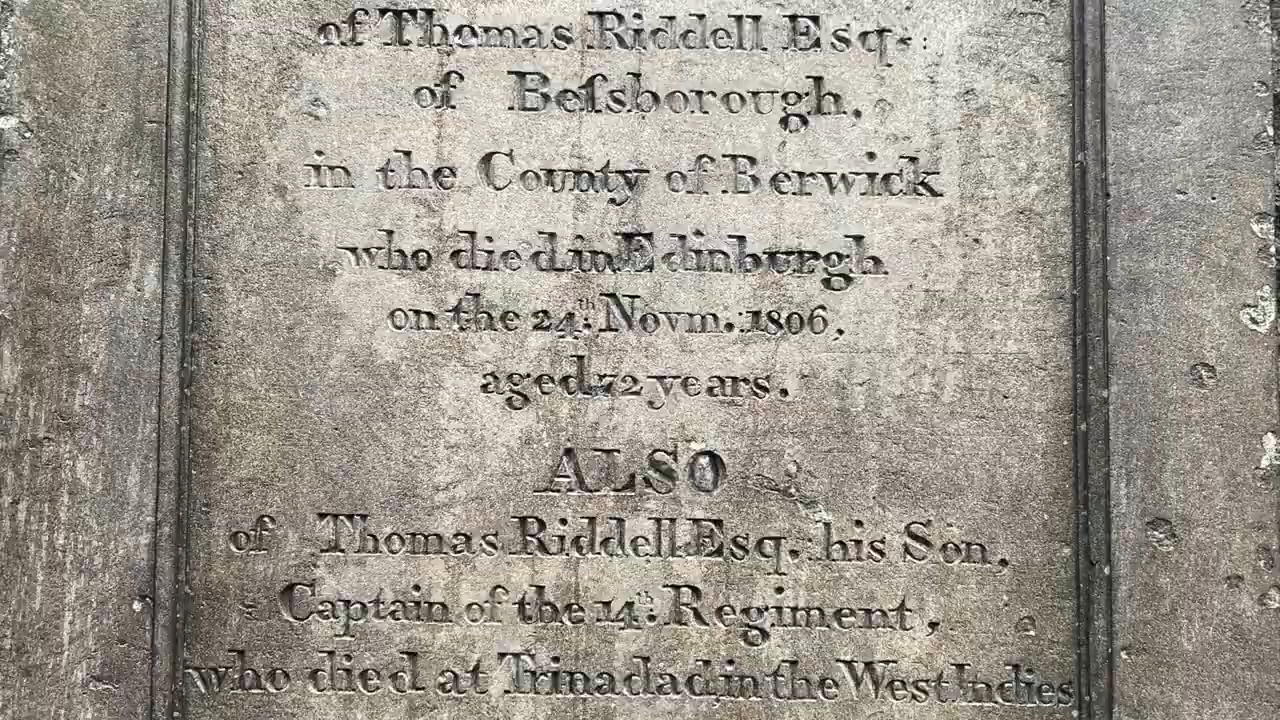 of Thomas Riddell Esq.
of Beſsborough,
in the County of Berwick
who died in Edinburgh
on the 24th. Novm. 1806,
aged 72 years.
ALSO
of Thomas Riddell Esq. his Son,
Captain of the 14th. Regiment,
who died at Trinadad, in the West Indies